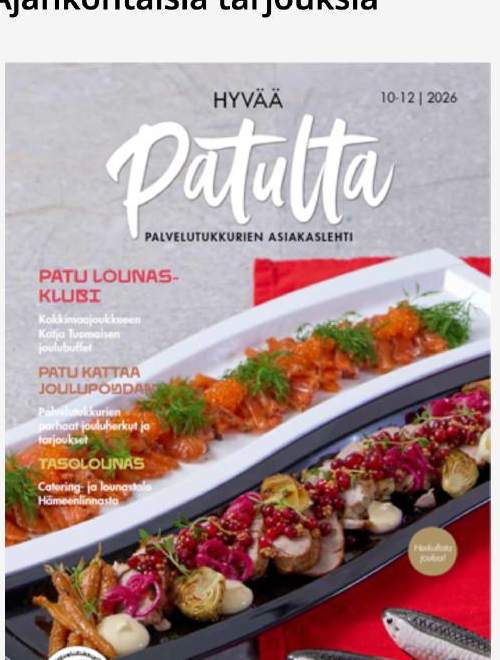 Ajankohtaisia tarjouksia
HYVÄÄ
10-12 | 2026
Patulta
PALVELUTUKKURIEN ASIAKASLEHTI
PATU LOUNAS-
KLUBI
Kokkimaajoukkueen
Katja Tuomaisen
joulubuffet
PATU KATTAA
JOULUPÖYDÄN
Palvelutukkurien
parhaat jouluherkut ja
tarjoukset
TASOLOUNAS
Catering- ja lounastalo
Hämeenlinnasta
Herkullista
joulua!